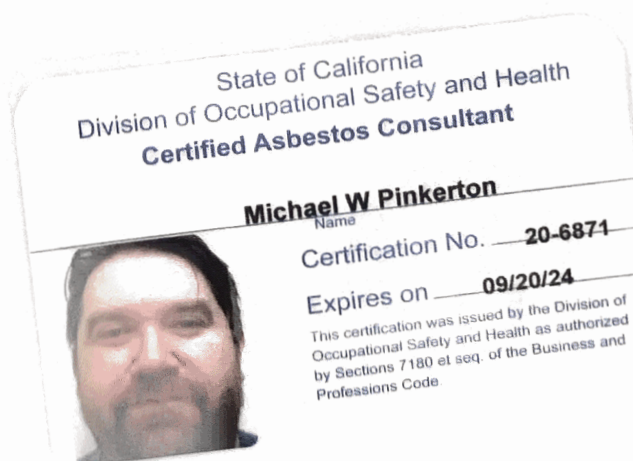 State of California
Division of Occupational Safety and Health
Certified Asbestos Consultant
Michael W Pinkerton
Name
Certification No. 20-6871
Expires on 09/20/24
This certification was issued by the Division of
Occupational Safety and Health as authorized
by Sections 7180 et seq. of the Business and
Professions Code.